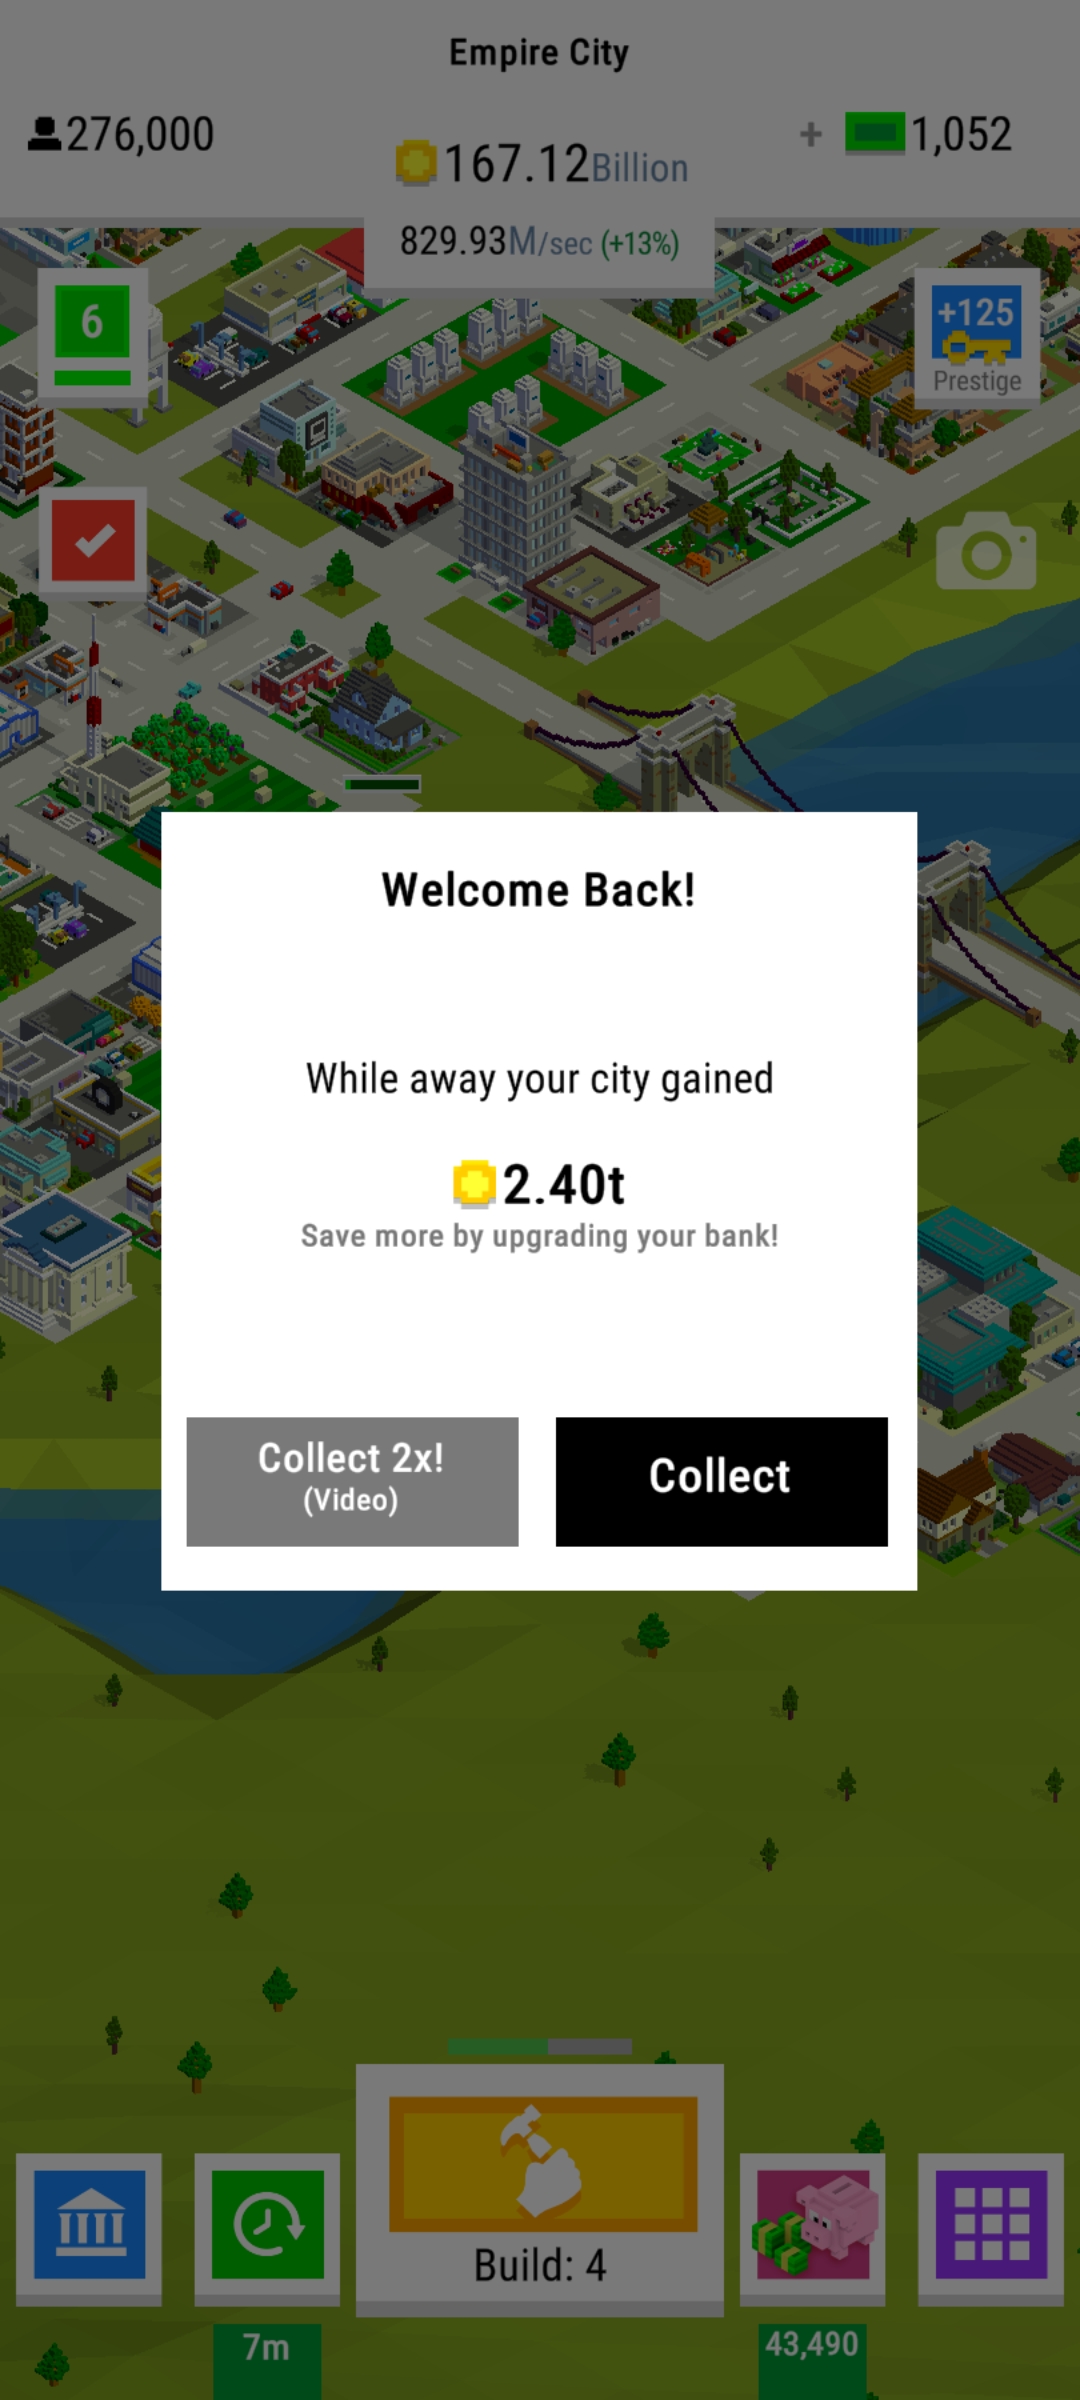 Empire City
276,000
167.12Billion
+ 1,052
829.93M/sec (+13%)
6
+125
Prestige
Welcome Back!
While away your city gained
2.40t
Save more by upgrading your bank!
Collect 2x!
(Video)
Collect
Build: 4
7m
43,490